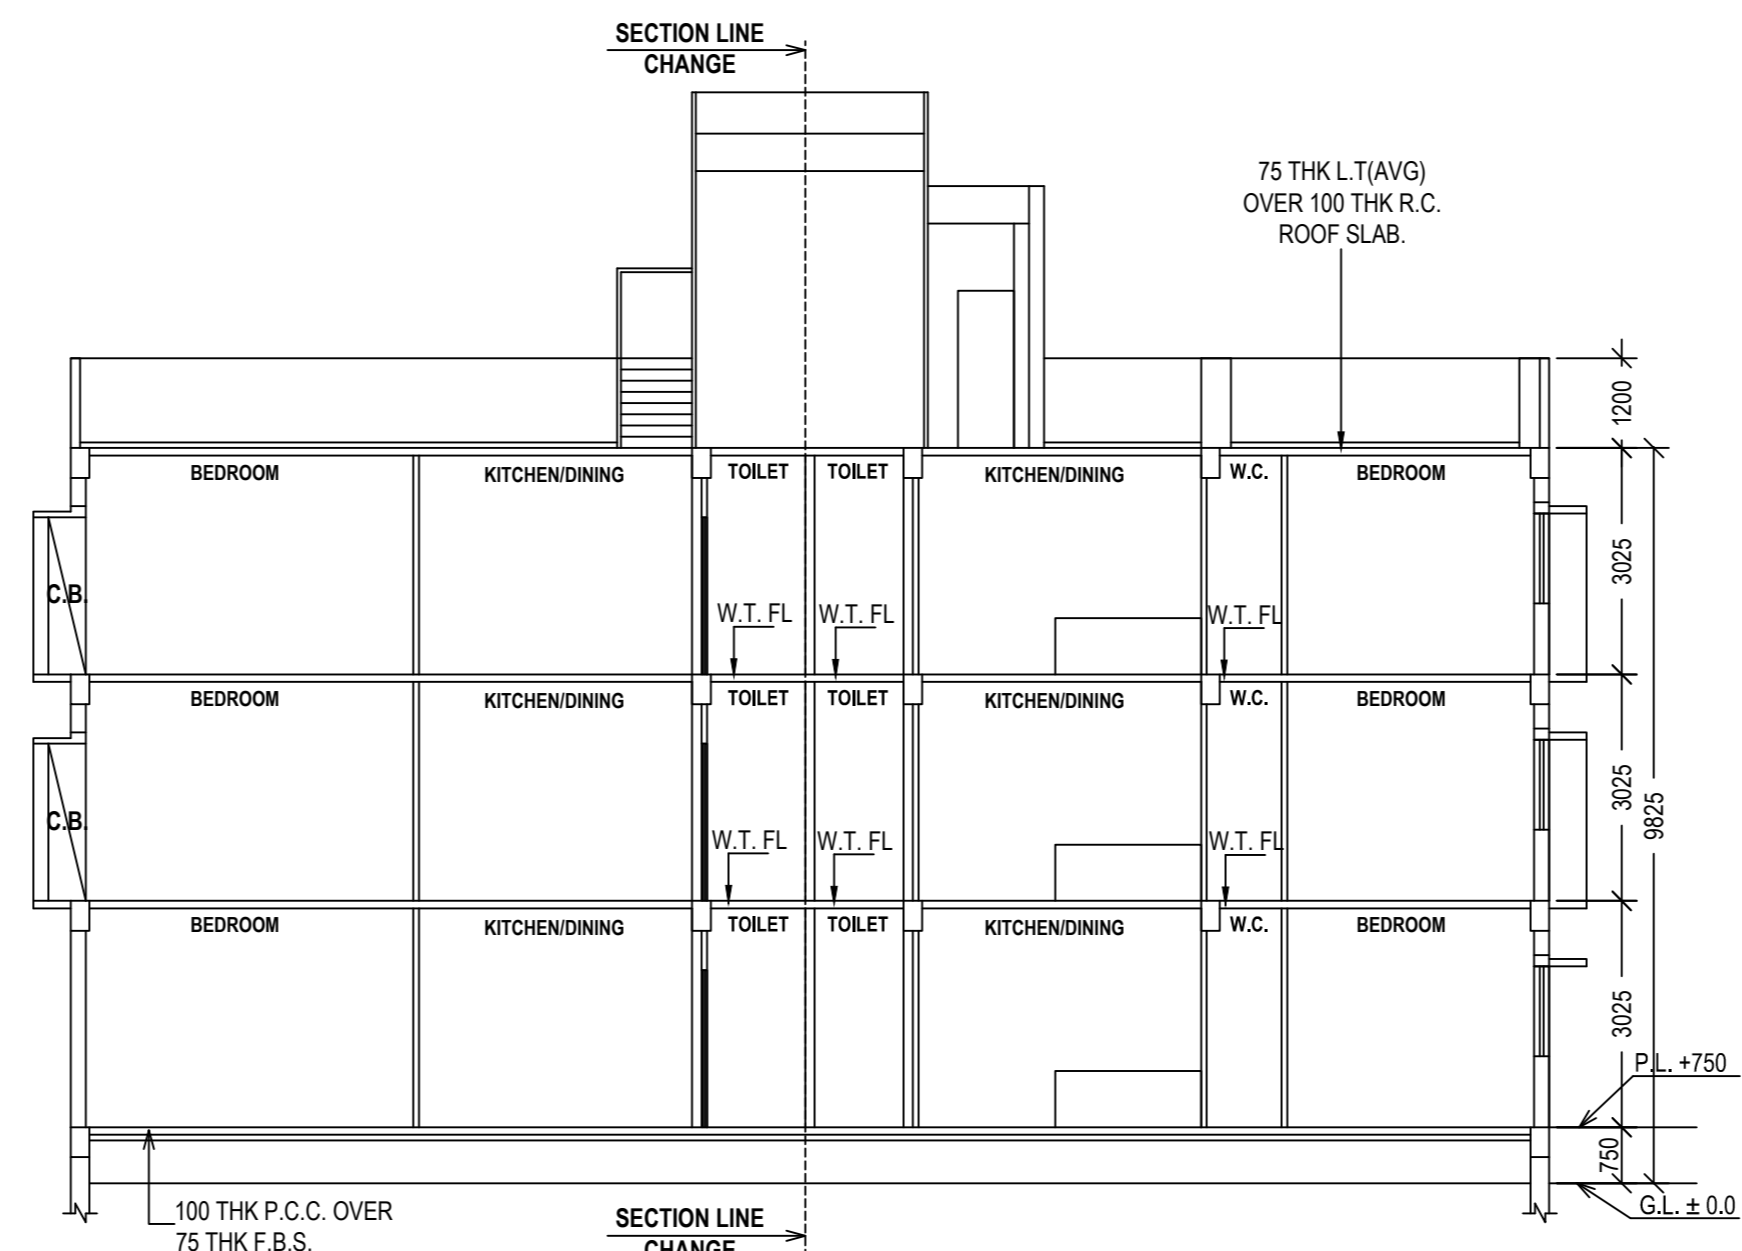 SECTION LINE
CHANGE
75 THK L.T(AVG)
OVER 100 THK R.C.
ROOF SLAB.
1200
BEDROOM
KITCHEN/DINING
TOILET
TOILET
KITCHEN/DINING
W.C.
BEDROOM
C.B.
W.T. FL
W.T. FL
W.T. FL
3025
BEDROOM
KITCHEN/DINING
TOILET
TOILET
KITCHEN/DINING
W.C.
BEDROOM
C.B.
W.T. FL
W.T. FL
W.T. FL
3025
9825
BEDROOM
KITCHEN/DINING
TOILET
TOILET
KITCHEN/DINING
W.C.
BEDROOM
3025
P.L. +750
750
G.L. ± 0.0
100 THK P.C.C. OVER
75 THK F.B.S.
SECTION LINE
CHANGE